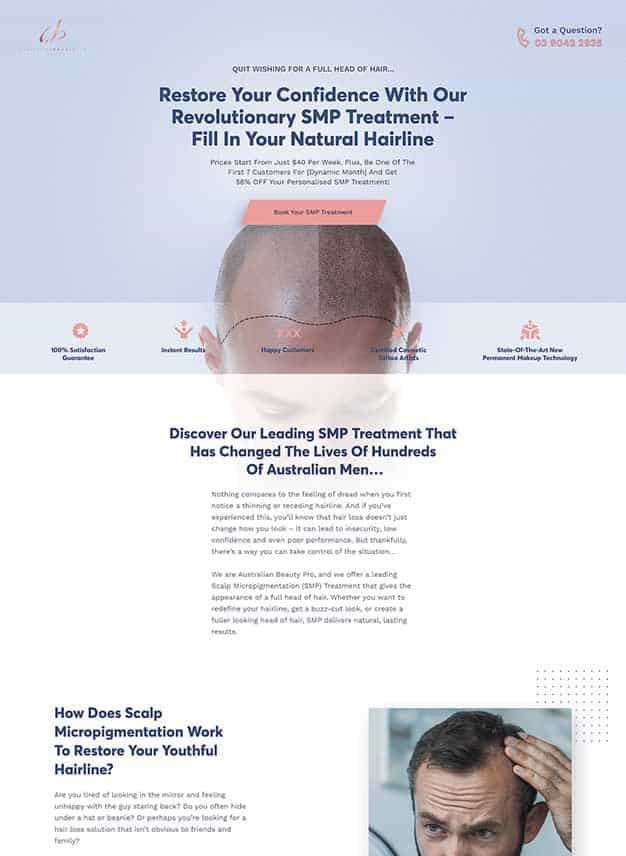 Got a Question?
03 9043 2935
QUIT WISHING FOR A FULL HEAD OF HAIR...
Restore Your Confidence With Our
Revolutionary SMP Treatment –
Fill In Your Natural Hairline
Prices Start From Just $40 Per Week. Plus, Be One Of The
First 7 Customers For [Dynamic Month] And Get
56% OFF Your Personalised SMP Treatment!
Book Your SMP Treatment
XXX
100% Satisfaction
Guarantee
Instant Results
Happy Customers
Certified Cosmetic
Tattoo Artists
State-Of-The-Art New
Permanent Makeup Technology
Discover Our Leading SMP Treatment That
Has Changed The Lives Of Hundreds
Of Australian Men...
Nothing compares to the feeling of dread when you first
notice a thinning or receding hairline. And if you've
experienced this, you'll know that hair loss doesn't just
change how you look – it can lead to insecurity, low
confidence and even poor performance. But thankfully,
there's a way you can take control of the situation...
We are Australian Beauty Pro, and we offer a leading
Scalp Micropigmentation (SMP) Treatment that gives the
appearance of a full head of hair. Whether you want to
redefine your hairline, get a buzz-cut look, or create a
fuller looking head of hair, SMP delivers natural, lasting
results.
How Does Scalp
Micropigmentation Work
To Restore Your Youthful
Hairline?
Are you tired of looking in the mirror and feeling
unhappy with the guy staring back? Do you often hide
under a hat or beanie? Or perhaps you're looking for a
hair loss solution that isn't obvious to friends and
family?